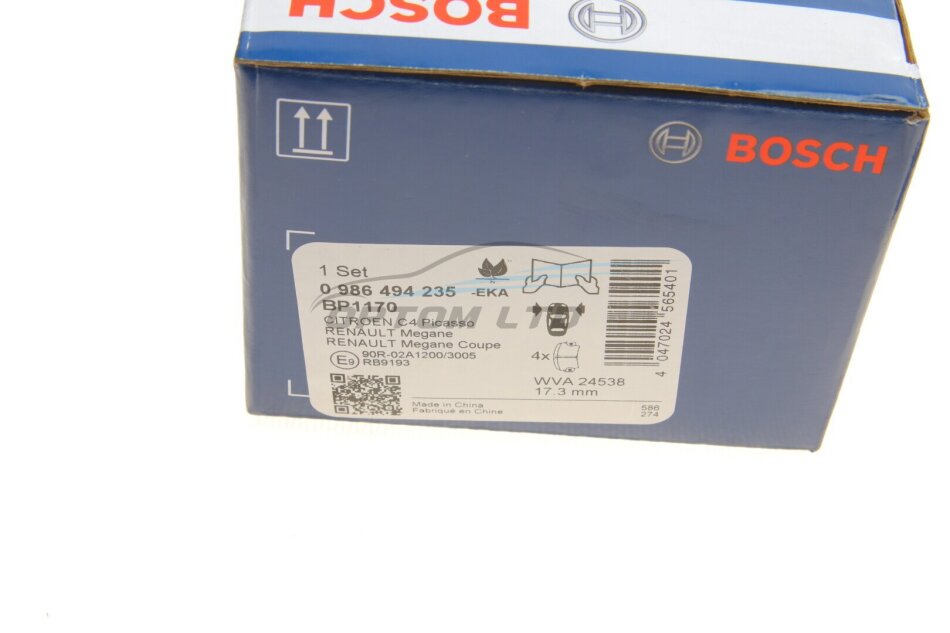 BOSCH
BOSCH
1 Set
0 986 494 235 -EKA
BP1170
CITROEN C4 Picasso
RENAULT Megane
RENAULT Megane Coupe
E9 90R-02A1200/3005
RB9193
4x
WVA 24538
17.3 mm
Made in China
Fabriqué en Chine
586
274
4 047024 565401
OPTOM LTD